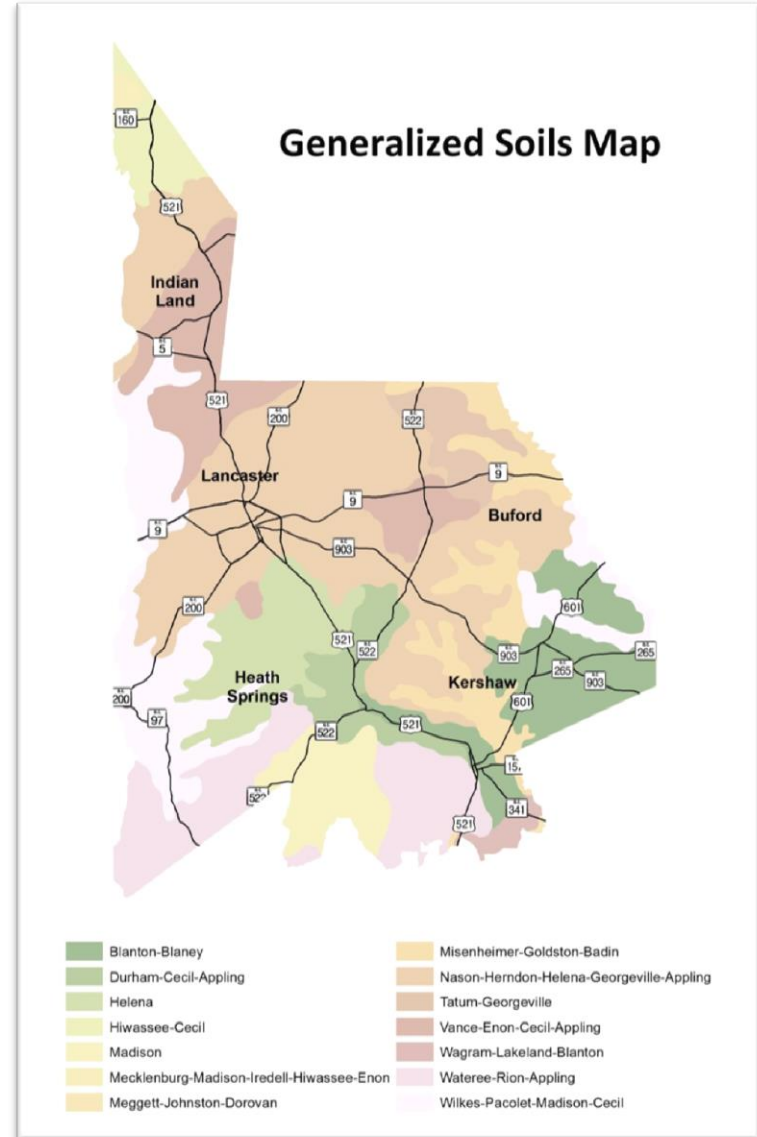 Generalized Soils Map
160
521
Indian
Land
5
521
200
522
Lancaster
9
9
Buford
9
903
200
601
521
522
903
265
265
903
Heath
Springs
Kershaw
200
97
601
521
522
522
341
521
Blanton-Blaney
Durham-Cecil-Appling
Helena
Hiwassee-Cecil
Madison
Mecklenburg-Madison-Iredell-Hiwassee-Enon
Meggett-Johnston-Dorovan
Misenheimer-Goldston-Badin
Nason-Herndon-Helena-Georgeville-Appling
Tatum-Georgeville
Vance-Enon-Cecil-Appling
Wagram-Lakeland-Blanton
Wateree-Rion-Appling
Wilkes-Pacolet-Madison-Cecil